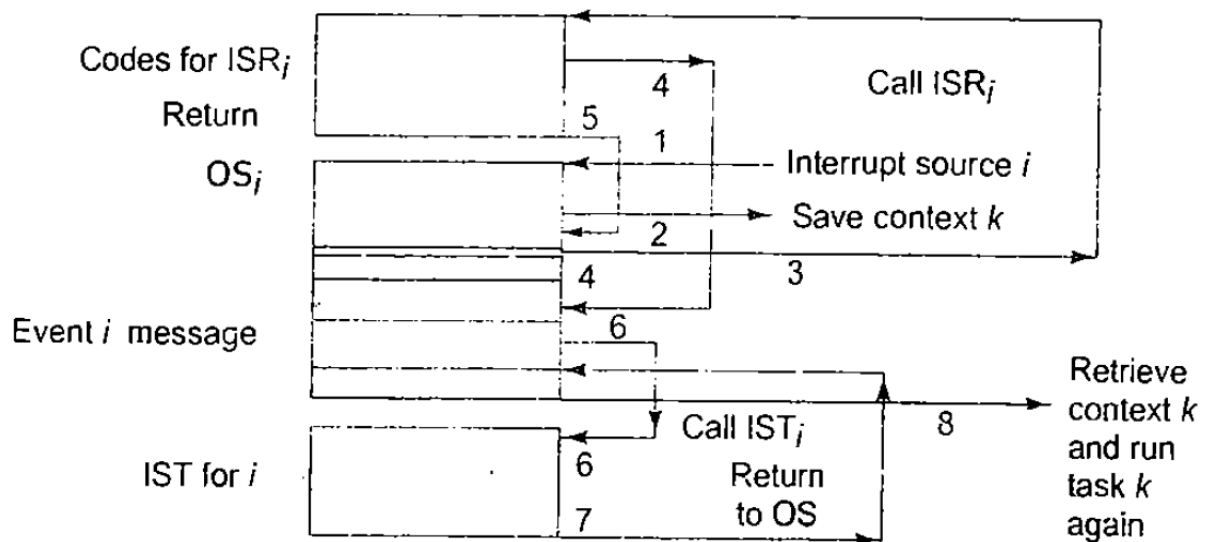 Codes for ISRi
4
Call ISRi
Return
5
1
OSi
Interrupt source i
Save context k
2
3
4
Event i message
6
Retrieve
context k
and run
task k
again
8
Call ISTi
IST for i
6
Return
to OS
7